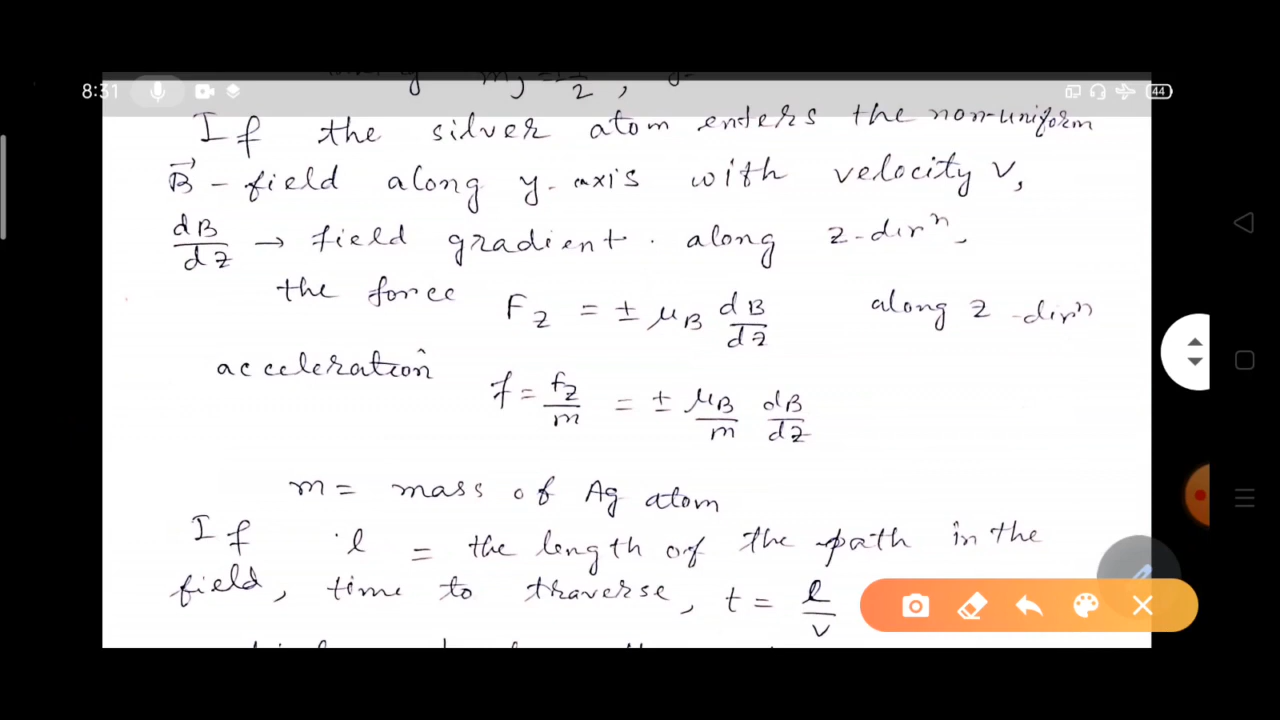 8:31
44
If the silver atom enters the non-uniform
B⃗ - field along y-axis with velocity v,
dB/dz → field gradient. along z-dirⁿ.
the force F_z = ± μ_B dB/dz along z-dirⁿ
acceleration f = f_z/m = ± μ_B/m dB/dz
m = mass of Ag atom
If l = the length of the path in the
field, time to traverse, t = l/v